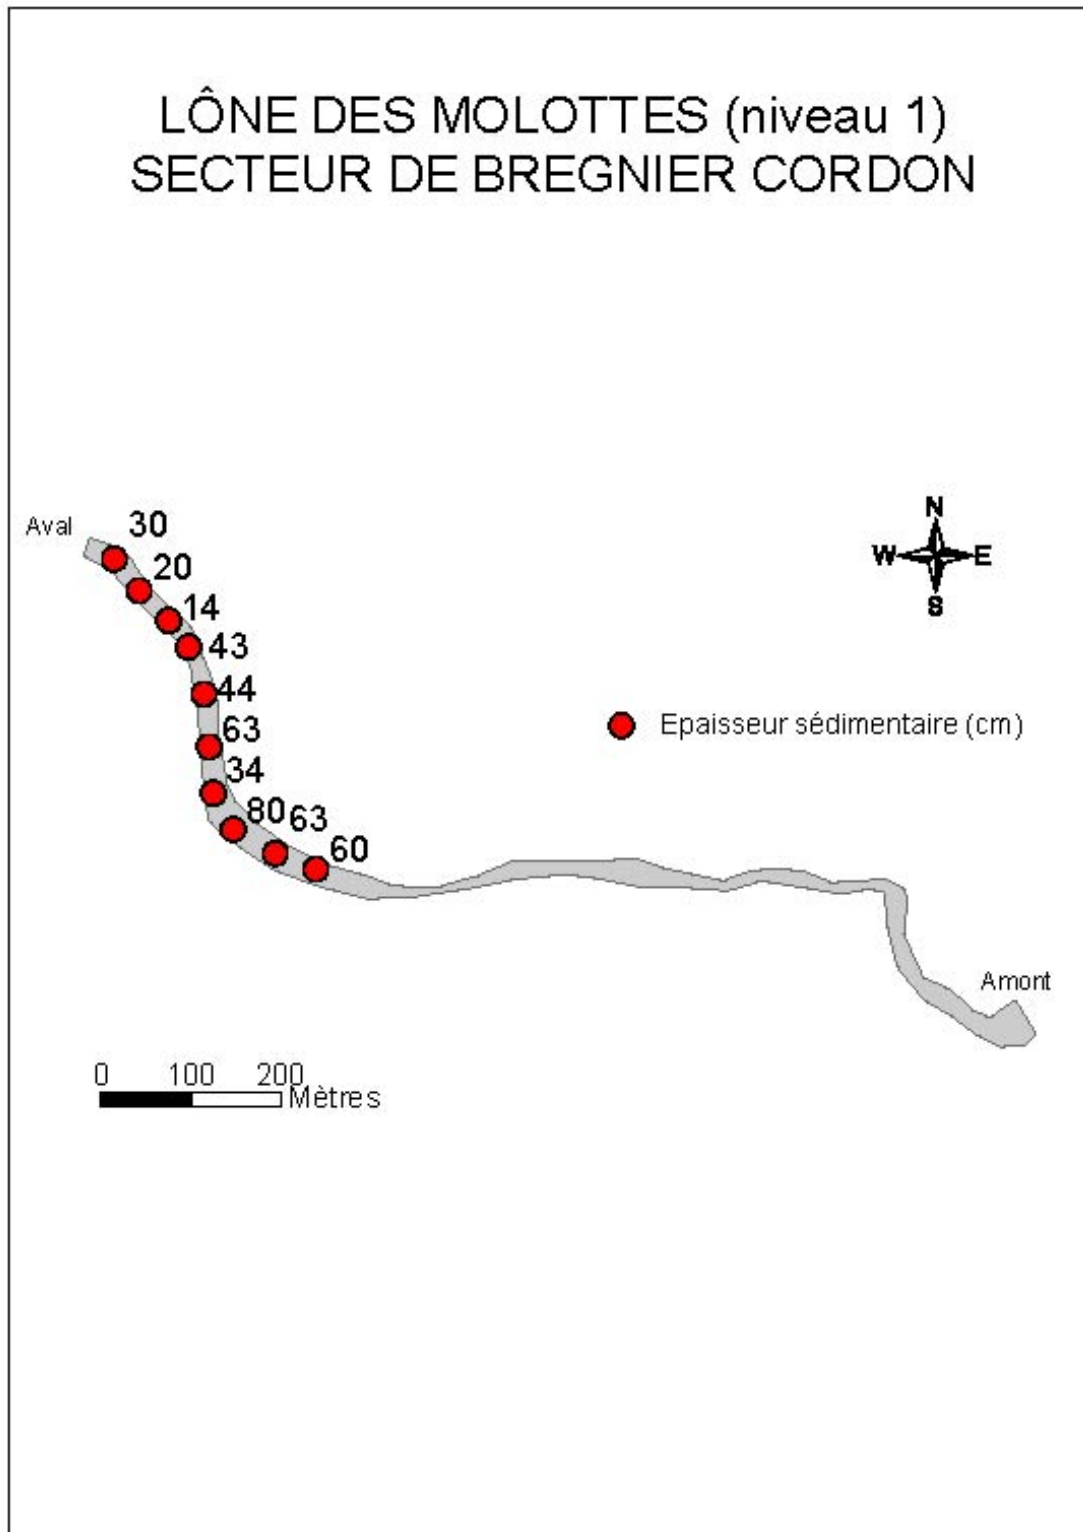 LÔNE DES MOLOTTES (niveau 1)
SECTEUR DE BREGNIER CORDON
Aval
30
20
14
43
44
63
34
80
63
60
N
W
E
S
Epaisseur sédimentaire (cm)
Amont
0 100 200
Mètres